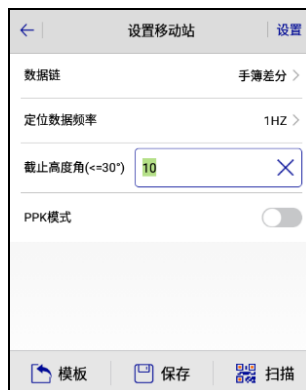 设置移动站 设置
数据链 手簿差分
定位数据频率 1HZ
截止高度角(<=30°) 10
PPK模式
模板 保存 扫描